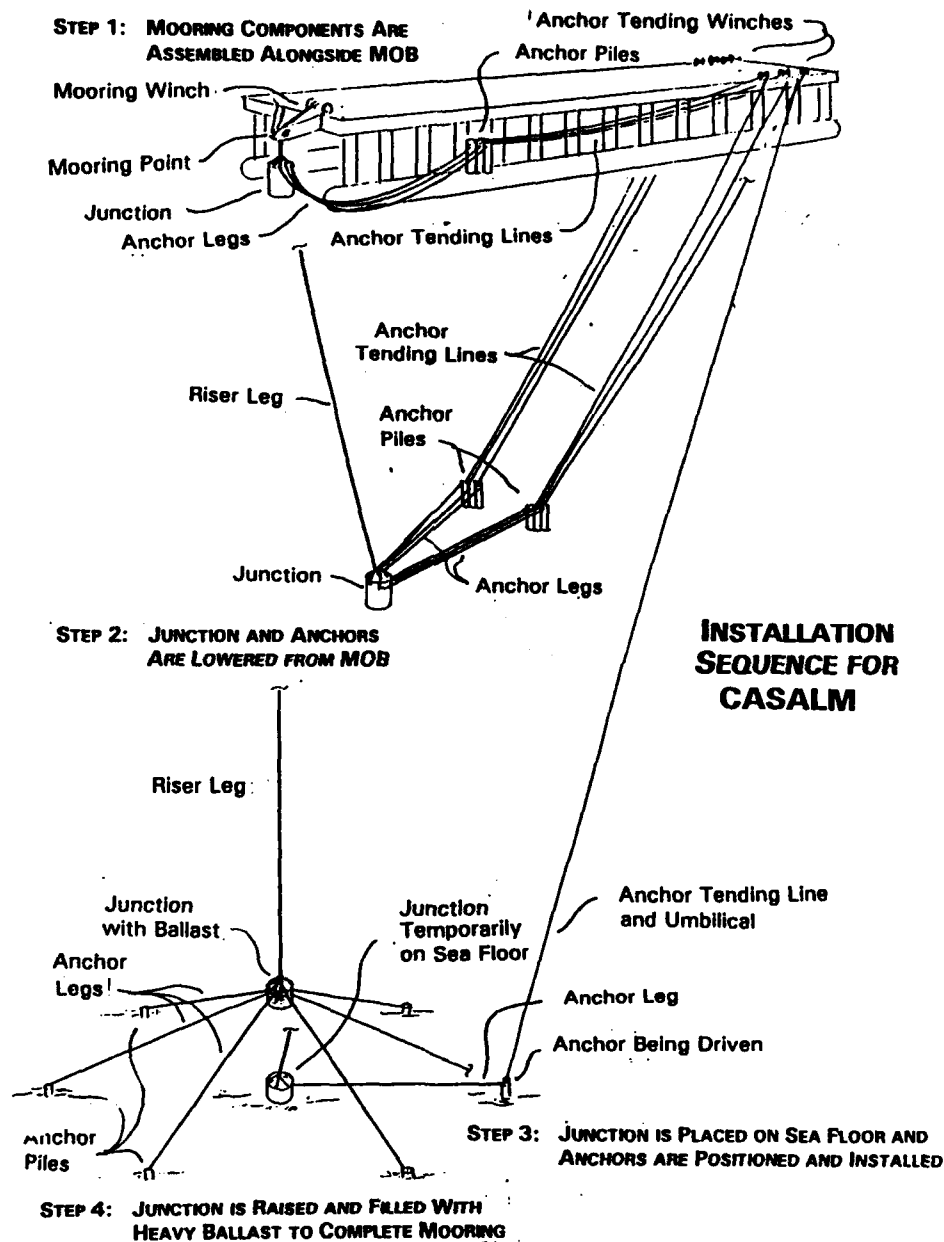 STEP 1: MOORING COMPONENTS ARE
ASSEMBLED ALONGSIDE MOB
Anchor Tending Winches
Anchor Piles
Mooring Winch
Mooring Point
Junction
Anchor Legs
Anchor Tending Lines
Anchor
Tending Lines
Riser Leg
Anchor
Piles
Junction
Anchor Legs
STEP 2: JUNCTION AND ANCHORS
ARE LOWERED FROM MOB
INSTALLATION
SEQUENCE FOR
CASALM
Riser Leg
Junction
with Ballast
Junction
Temporarily
on Sea Floor
Anchor Tending Line
and Umbilical
Anchor
Legs
Anchor Leg
Anchor Being Driven
Anchor
Piles
STEP 3: JUNCTION IS PLACED ON SEA FLOOR AND
ANCHORS ARE POSITIONED AND INSTALLED
STEP 4: JUNCTION IS RAISED AND FILLED WITH
HEAVY BALLAST TO COMPLETE MOORING